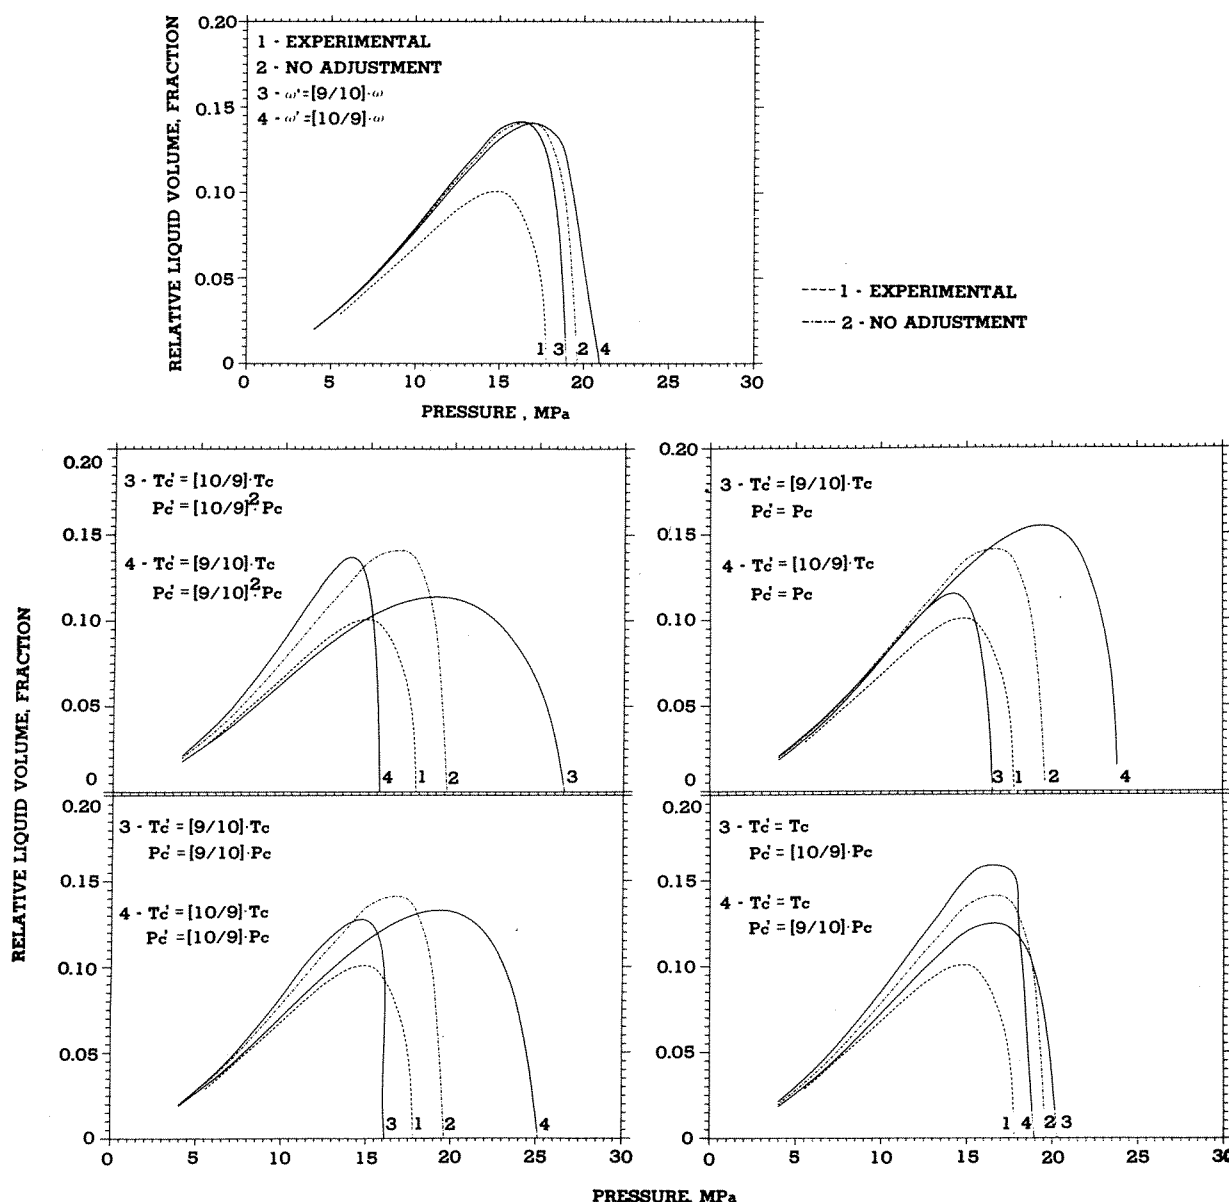 RELATIVE LIQUID VOLUME, FRACTION
0.20
0.15
0.10
0.05
0
1 - EXPERIMENTAL
2 - NO ADJUSTMENT
3 - ω'=[9/10]·ω
4 - ω'=[10/9]·ω
1 3 2 4
0 5 10 15 20 25 30
PRESSURE , MPa
1 - EXPERIMENTAL
2 - NO ADJUSTMENT
RELATIVE LIQUID VOLUME, FRACTION
0.20
0.15
0.10
0.05
0
3 - Tc' = [10/9]·Tc
Pc' = [10/9]²·Pc
4 - Tc' = [9/10]·Tc
Pc' = [9/10]²·Pc
4 1 2 3
0.20
0.15
0.10
0.05
0
3 - Tc' = [9/10]·Tc
Pc' = Pc
4 - Tc' = [10/9]·Tc
Pc' = Pc
3 1 2 4
0.20
0.15
0.10
0.05
0
3 - Tc' = [9/10]·Tc
Pc' = [9/10]·Pc
4 - Tc' = [10/9]·Tc
Pc' = [10/9]·Pc
3 1 2 4
0 5 10 15 20 25 30
0.20
0.15
0.10
0.05
0
3 - Tc' = Tc
Pc' = [10/9]·Pc
4 - Tc' = Tc
Pc' = [9/10]·Pc
1 4 2 3
0 5 10 15 20 25 30
PRESSURE, MPa